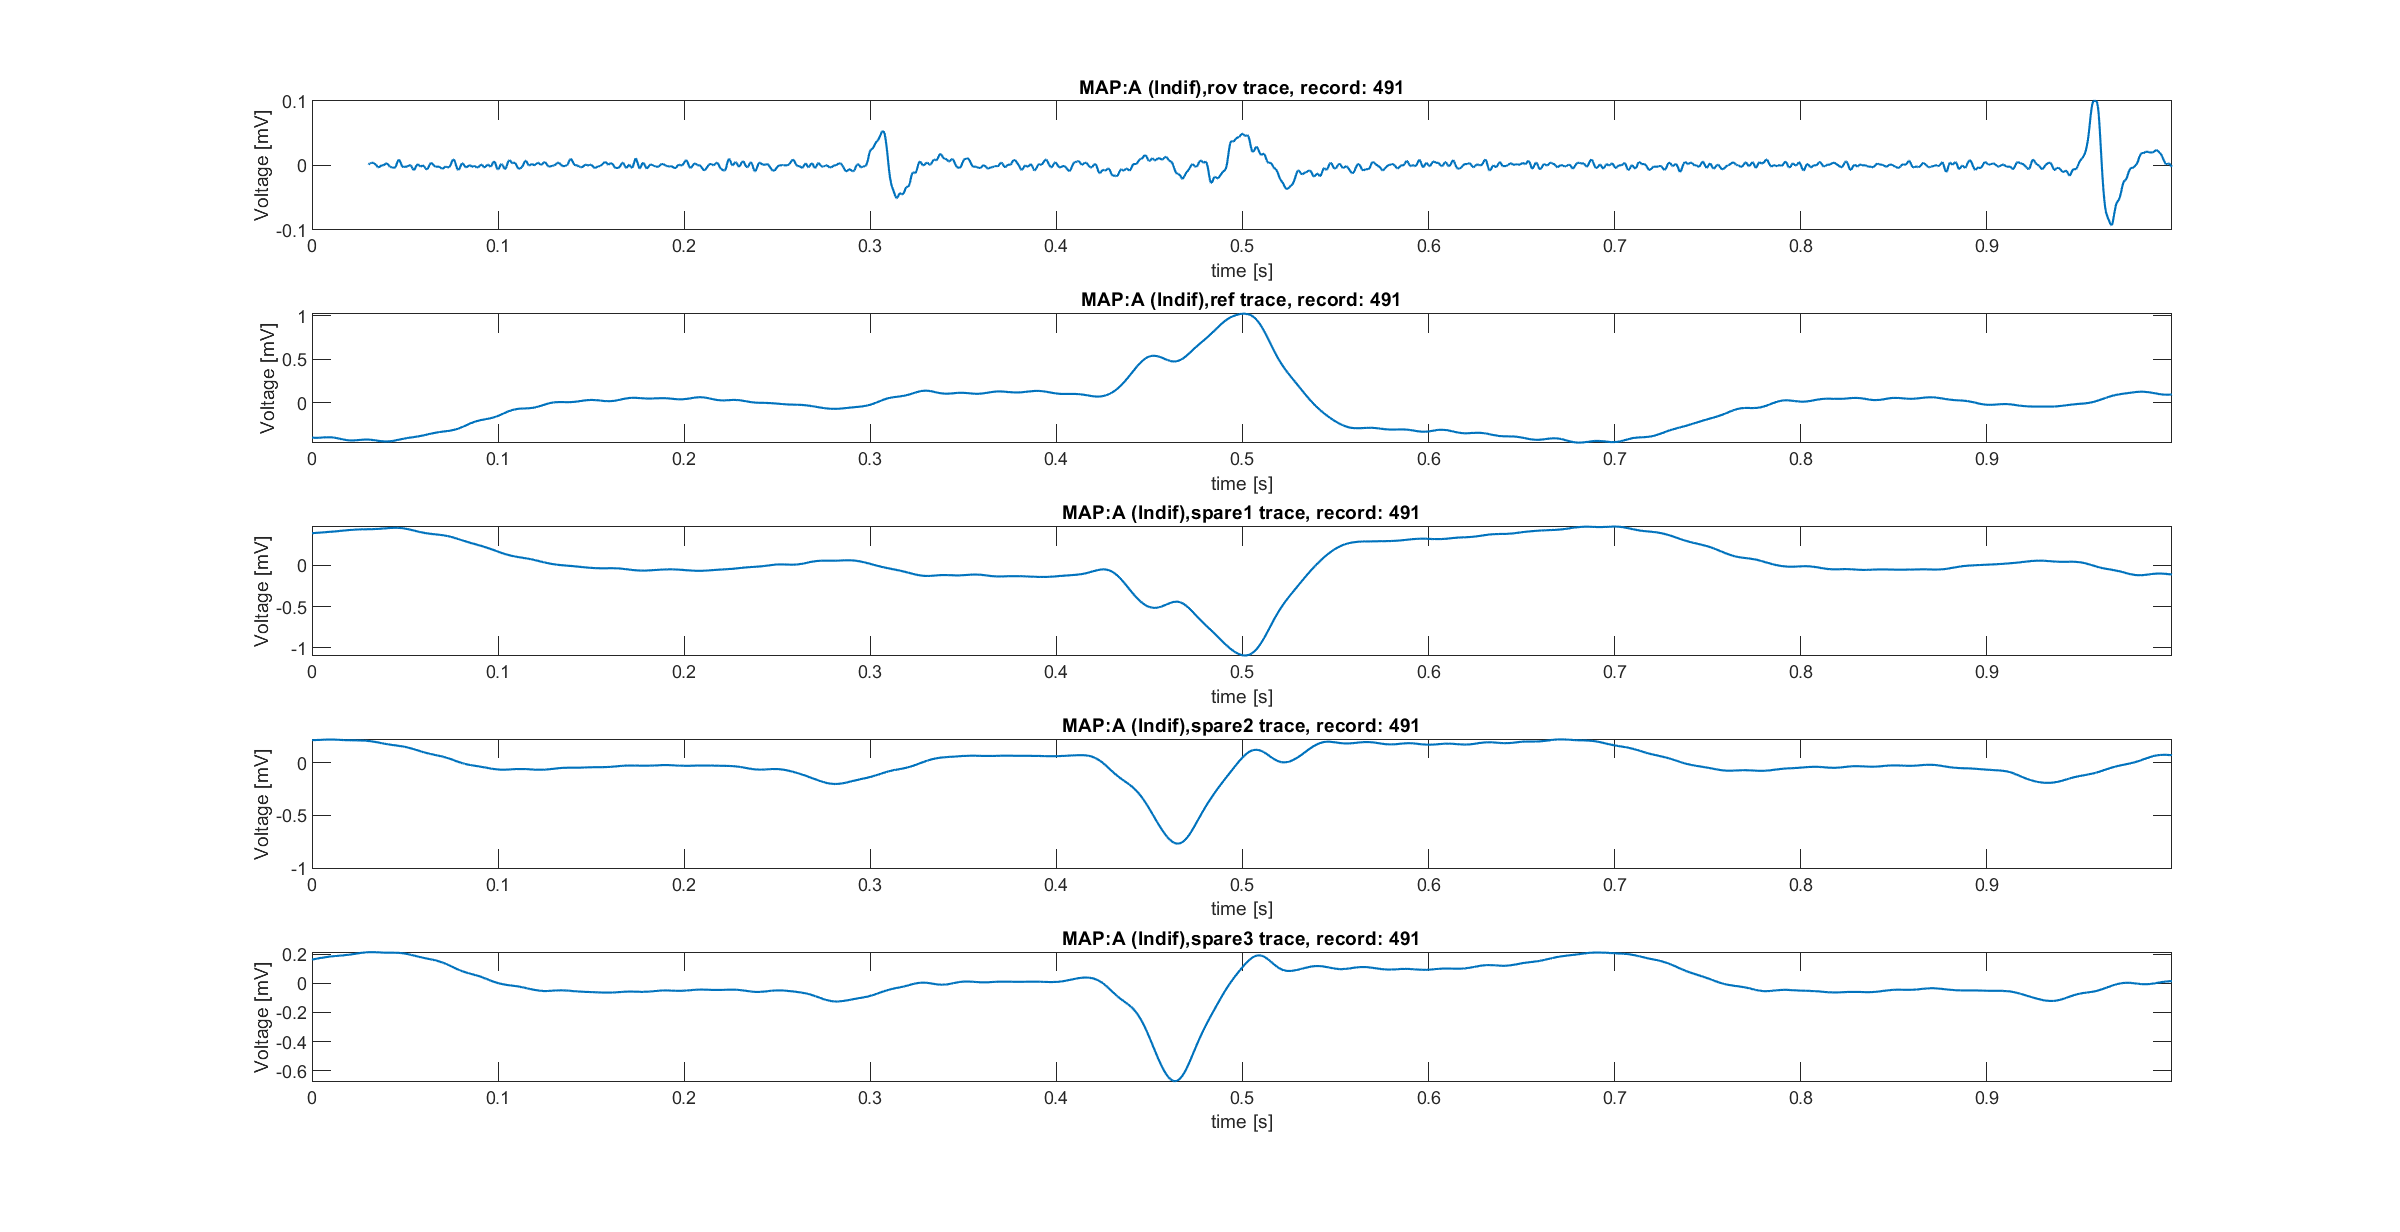 MAP:A (Indif),rov trace, record: 491
Voltage [mV]
0.1
0
-0.1
0 0.1 0.2 0.3 0.4 0.5 0.6 0.7 0.8 0.9
time [s]
MAP:A (Indif),ref trace, record: 491
Voltage [mV]
1
0.5
0
0 0.1 0.2 0.3 0.4 0.5 0.6 0.7 0.8 0.9
time [s]
MAP:A (Indif),spare1 trace, record: 491
Voltage [mV]
0
-0.5
-1
0 0.1 0.2 0.3 0.4 0.5 0.6 0.7 0.8 0.9
time [s]
MAP:A (Indif),spare2 trace, record: 491
Voltage [mV]
0
-0.5
-1
0 0.1 0.2 0.3 0.4 0.5 0.6 0.7 0.8 0.9
time [s]
MAP:A (Indif),spare3 trace, record: 491
Voltage [mV]
0.2
0
-0.2
-0.4
-0.6
0 0.1 0.2 0.3 0.4 0.5 0.6 0.7 0.8 0.9
time [s]